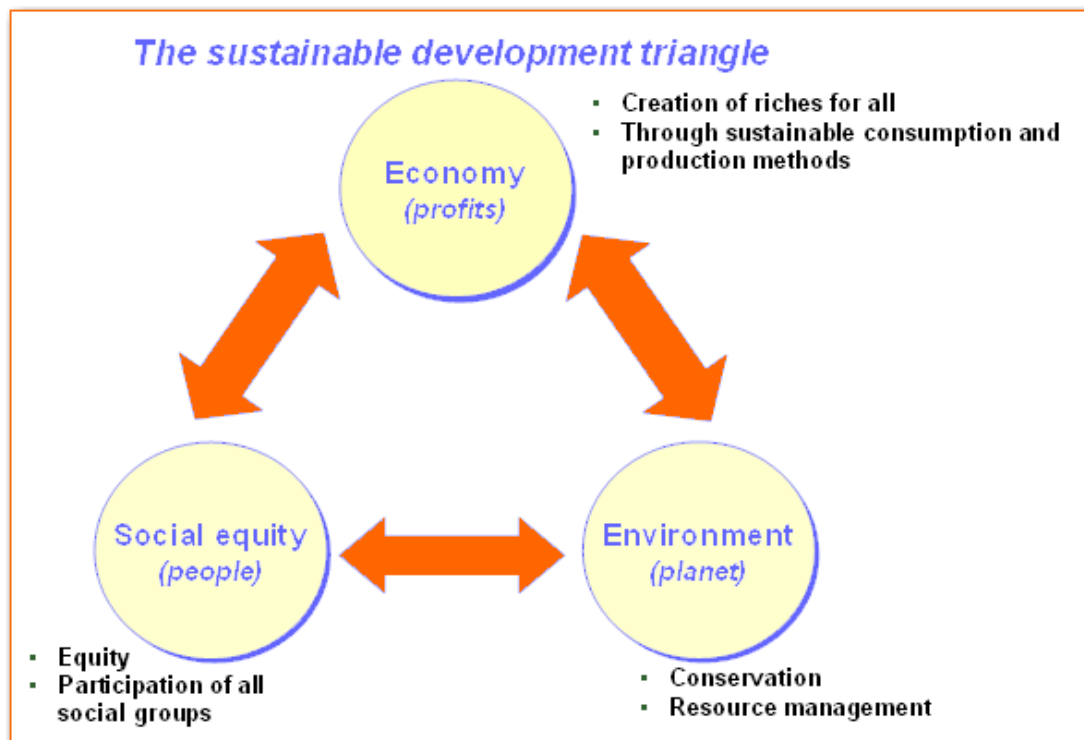 The sustainable development triangle
▪ Creation of riches for all
▪ Through sustainable consumption and
production methods
Economy
(profits)
Social equity
(people)
Environment
(planet)
▪ Equity
▪ Participation of all
social groups
▪ Conservation
▪ Resource management